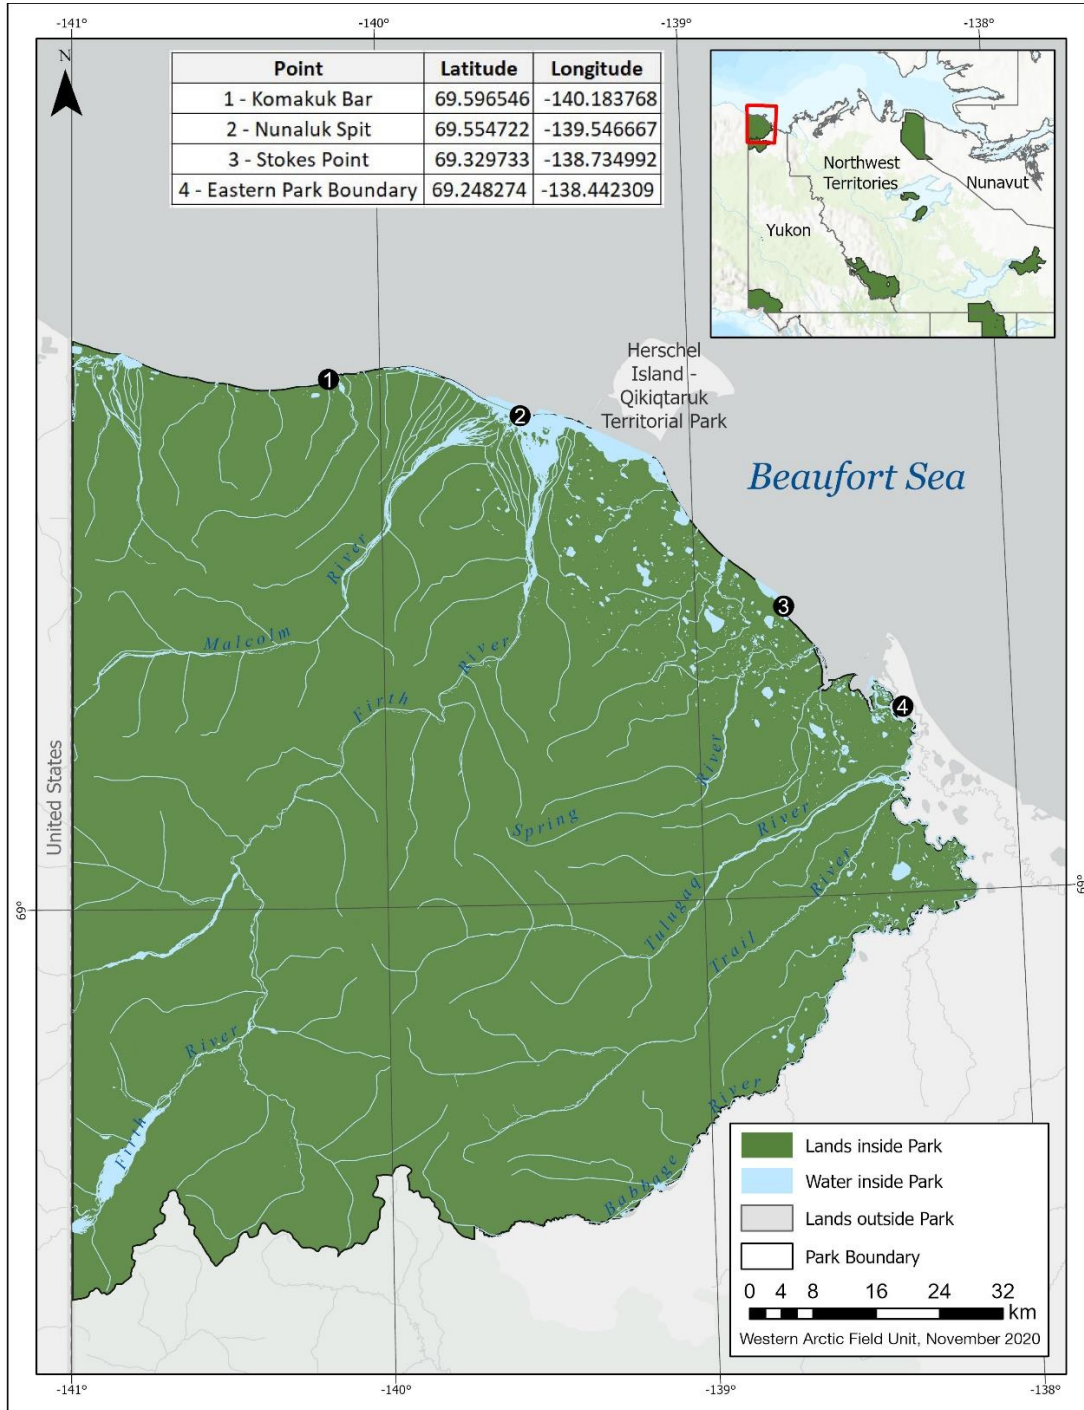 -141°
-140°
-139°
-138°
N
Point Latitude Longitude
1 - Komakuk Bar 69.596546 -140.183768
2 - Nunaluk Spit 69.554722 -139.546667
3 - Stokes Point 69.329733 -138.734992
4 - Eastern Park Boundary 69.248274 -138.442309
Northwest
Territories
Nunavut
Yukon
Herschel
Island -
Qikiqtaruk
Territorial Park
1
2
Beaufort Sea
3
4
River
Malcolm
River
Firth
United States
River
Spring
River
River
69°
69°
Tulugaq
Trail
River
Firth
River
Babbage
Lands inside Park
Water inside Park
Lands outside Park
Park Boundary
0 4 8 16 24 32
km
Western Arctic Field Unit, November 2020
-141°
-140°
-139°
-138°